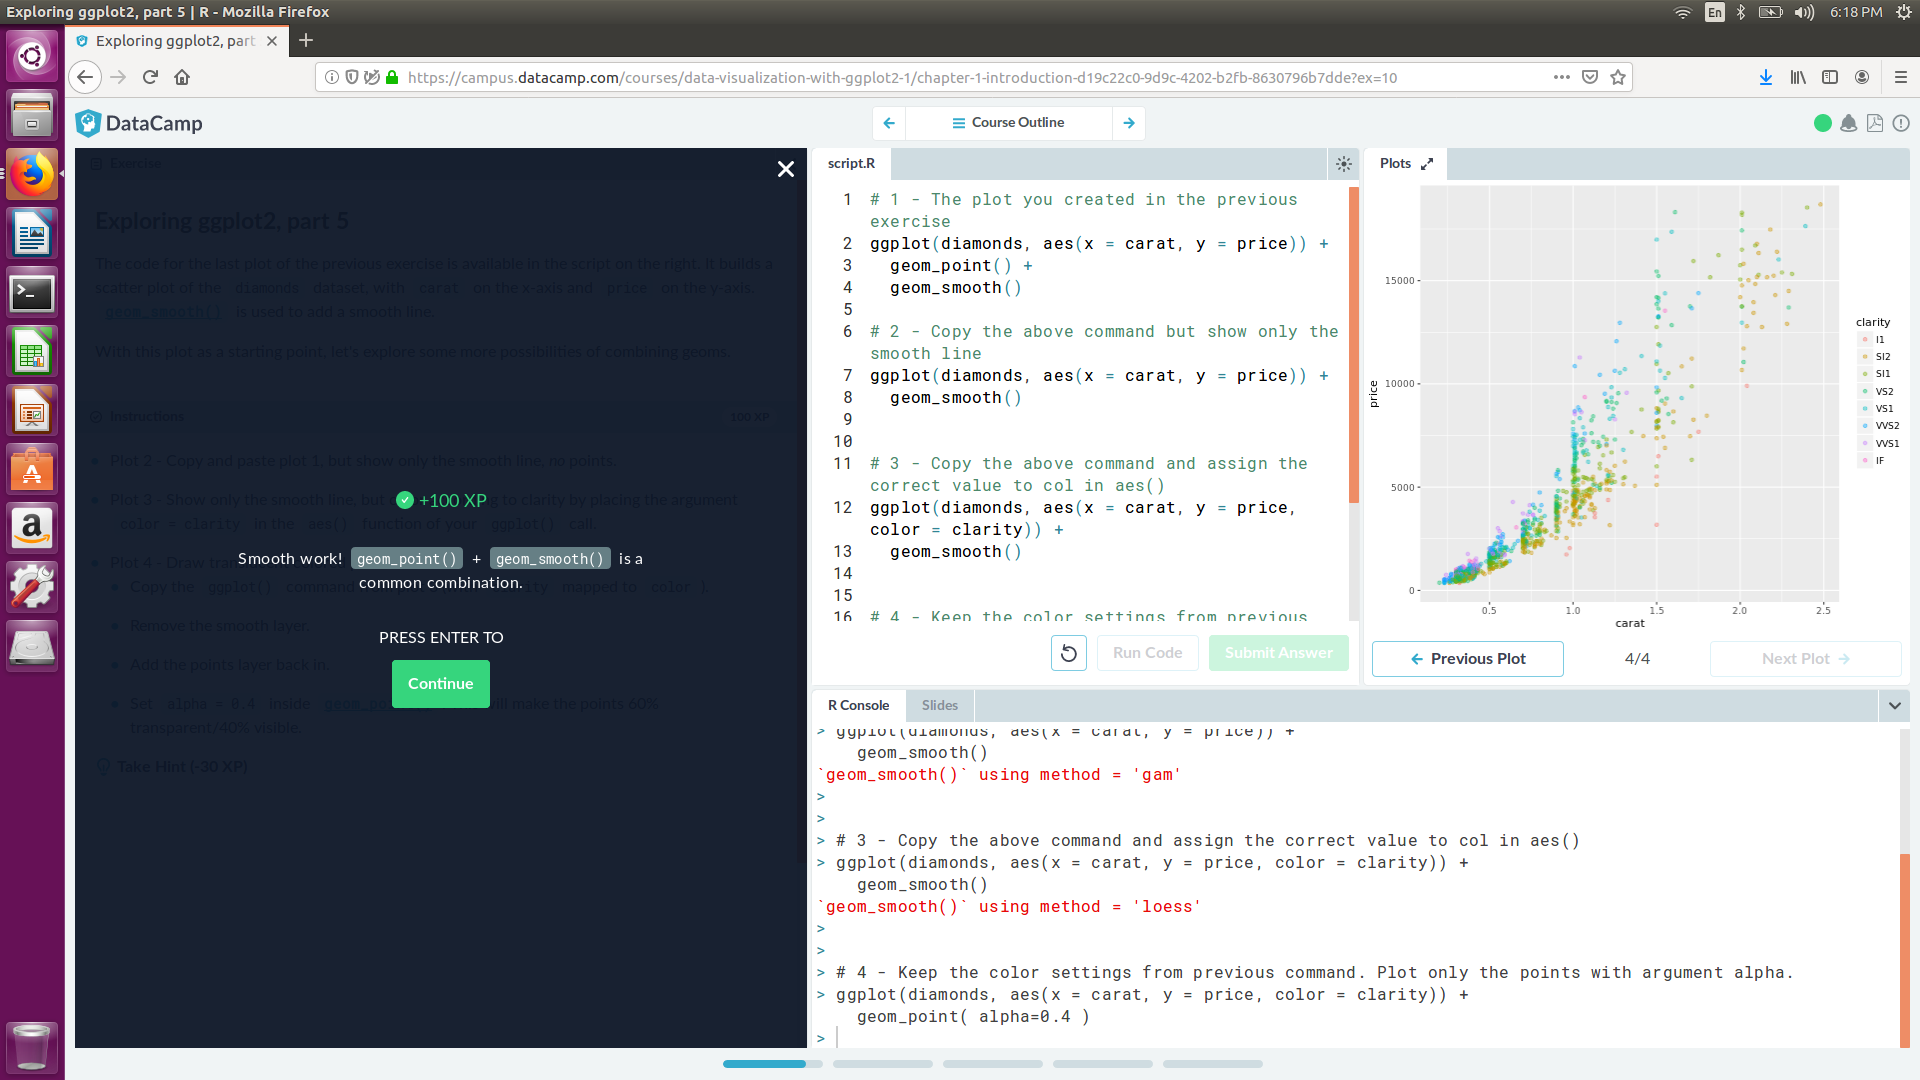 Exploring ggplot2, part 5 | R - Mozilla Firefox
En
6:18 PM
Exploring ggplot2, part
https://campus.datacamp.com/courses/data-visualization-with-ggplot2-1/chapter-1-introduction-d19c22c0-9d9c-4202-b2fb-8630796b7dde?ex=10
DataCamp
Course Outline
Exercise
Exploring ggplot2, part 5
The code for the last plot of the previous exercise is available in the script on the right. It builds a
scatter plot of the diamonds dataset, with carat on the x-axis and price on the y-axis.
geom_smooth() is used to add a smooth line.
With this plot as a starting point, let's explore some more possibilities of combining geoms.
Instructions
100 XP
Plot 2 - Copy and paste plot 1, but show only the smooth line, no points.
Plot 3 - Show only the smooth line, but
to clarity by placing the argument
color = clarity in the aes() function of your ggplot() call
Plot 4 - Draw
Copy the ggplot() command
mapped to color ).
Remove the smooth layer.
Add the points layer back in.
Set alpha = 0.4 inside
will make the points 60%
transparent/40% visible.
Take Hint (-30 XP)
+100 XP
Smooth work! geom_point() + geom_smooth() is a
common combination.
PRESS ENTER TO
Continue
script.R
1 # 1 - The plot you created in the previous
exercise
2 ggplot(diamonds, aes(x = carat, y = price)) +
3 geom_point() +
4 geom_smooth()
5
6 # 2 - Copy the above command but show only the
smooth line
7 ggplot(diamonds, aes(x = carat, y = price)) +
8 geom_smooth()
9
10
11 # 3 - Copy the above command and assign the
correct value to col in aes()
12 ggplot(diamonds, aes(x = carat, y = price,
color = clarity)) +
13 geom_smooth()
14
15
16 # 4 - Keep the color settings from previous
Run Code
Submit Answer
Plots
15000
10000
5000
0
price
0.5 1.0 1.5 2.0 2.5
carat
clarity
I1
SI2
SI1
VS2
VS1
VVS2
VVS1
IF
Previous Plot
4/4
Next Plot
R Console
Slides
> ggplot(diamonds, aes(x = carat, y = price)) +
geom_smooth()
`geom_smooth()` using method = 'gam'
>
>
> # 3 - Copy the above command and assign the correct value to col in aes()
> ggplot(diamonds, aes(x = carat, y = price, color = clarity)) +
geom_smooth()
`geom_smooth()` using method = 'loess'
>
>
> # 4 - Keep the color settings from previous command. Plot only the points with argument alpha.
> ggplot(diamonds, aes(x = carat, y = price, color = clarity)) +
geom_point( alpha=0.4 )
>